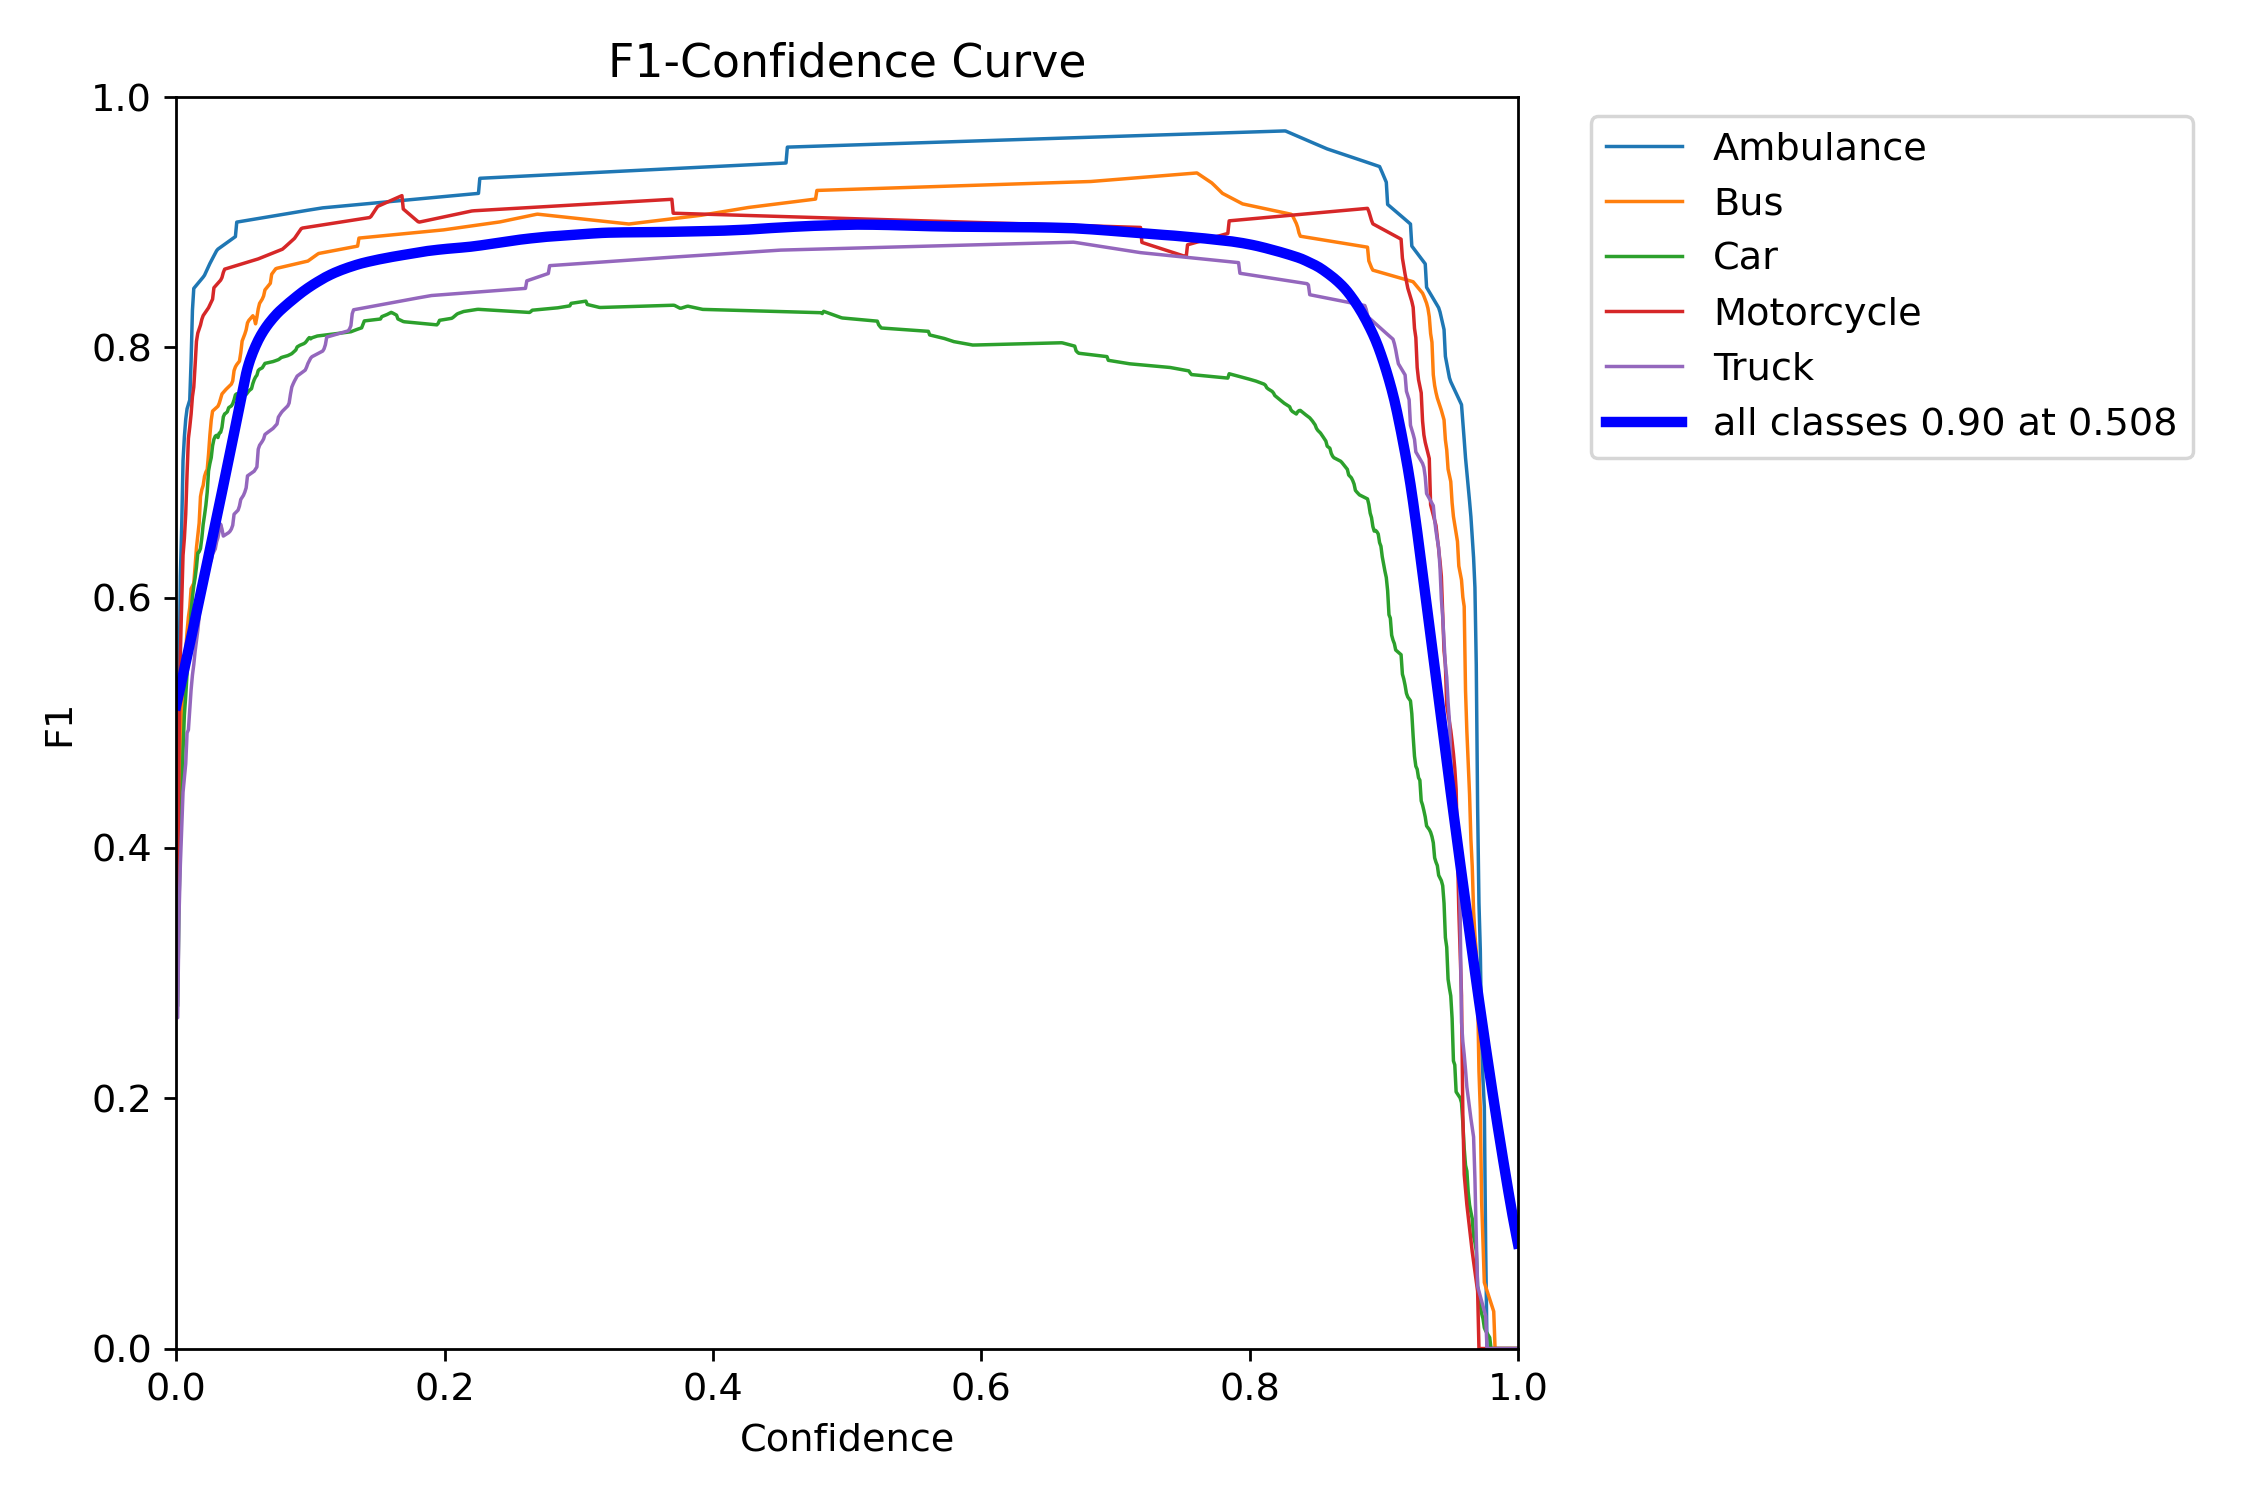 F1-Confidence Curve
1.0
0.8
0.6
0.4
0.2
0.0
F1
0.0 0.2 0.4 0.6 0.8 1.0
Confidence
Ambulance
Bus
Car
Motorcycle
Truck
all classes 0.90 at 0.508